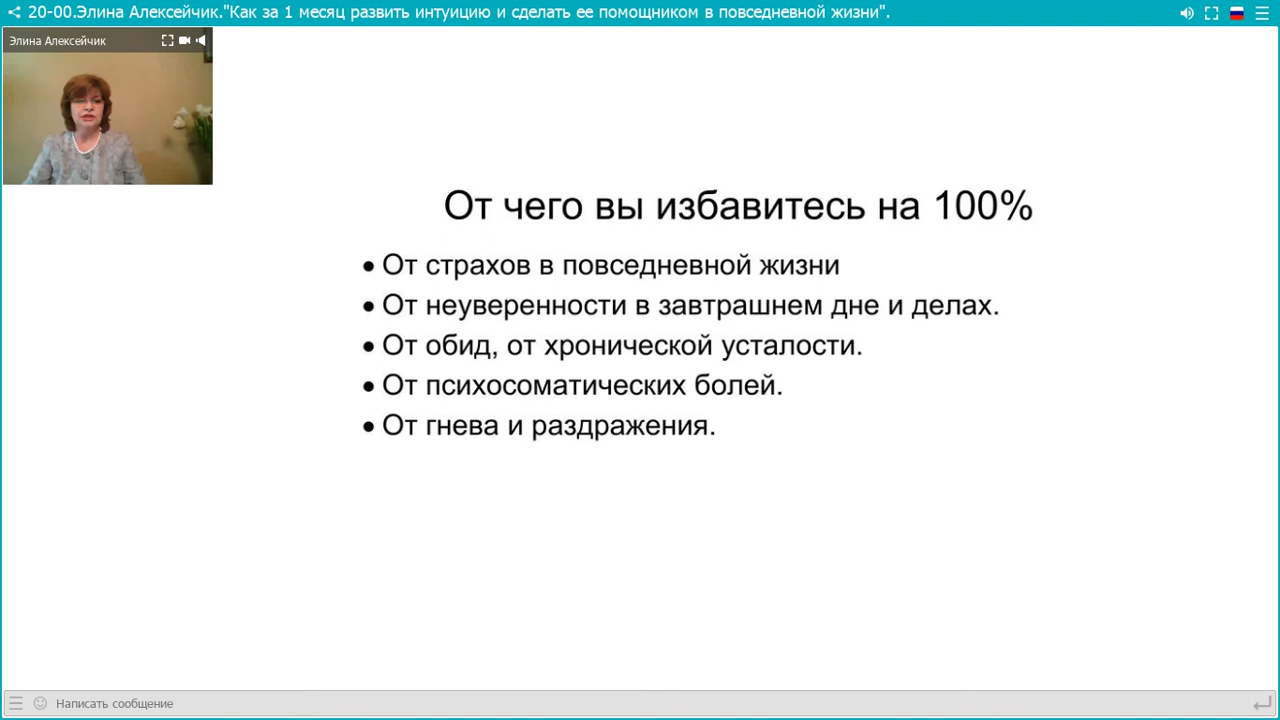 20-00.Элина Алексейчик."Как за 1 месяц развить интуицию и сделать ее помощником в повседневной жизни".
Элина Алексейчик
От чего вы избавитесь на 100%
• От страхов в повседневной жизни
• От неуверенности в завтрашнем дне и делах.
• От обид, от хронической усталости.
• От психосоматических болей.
• От гнева и раздражения.
Написать сообщение